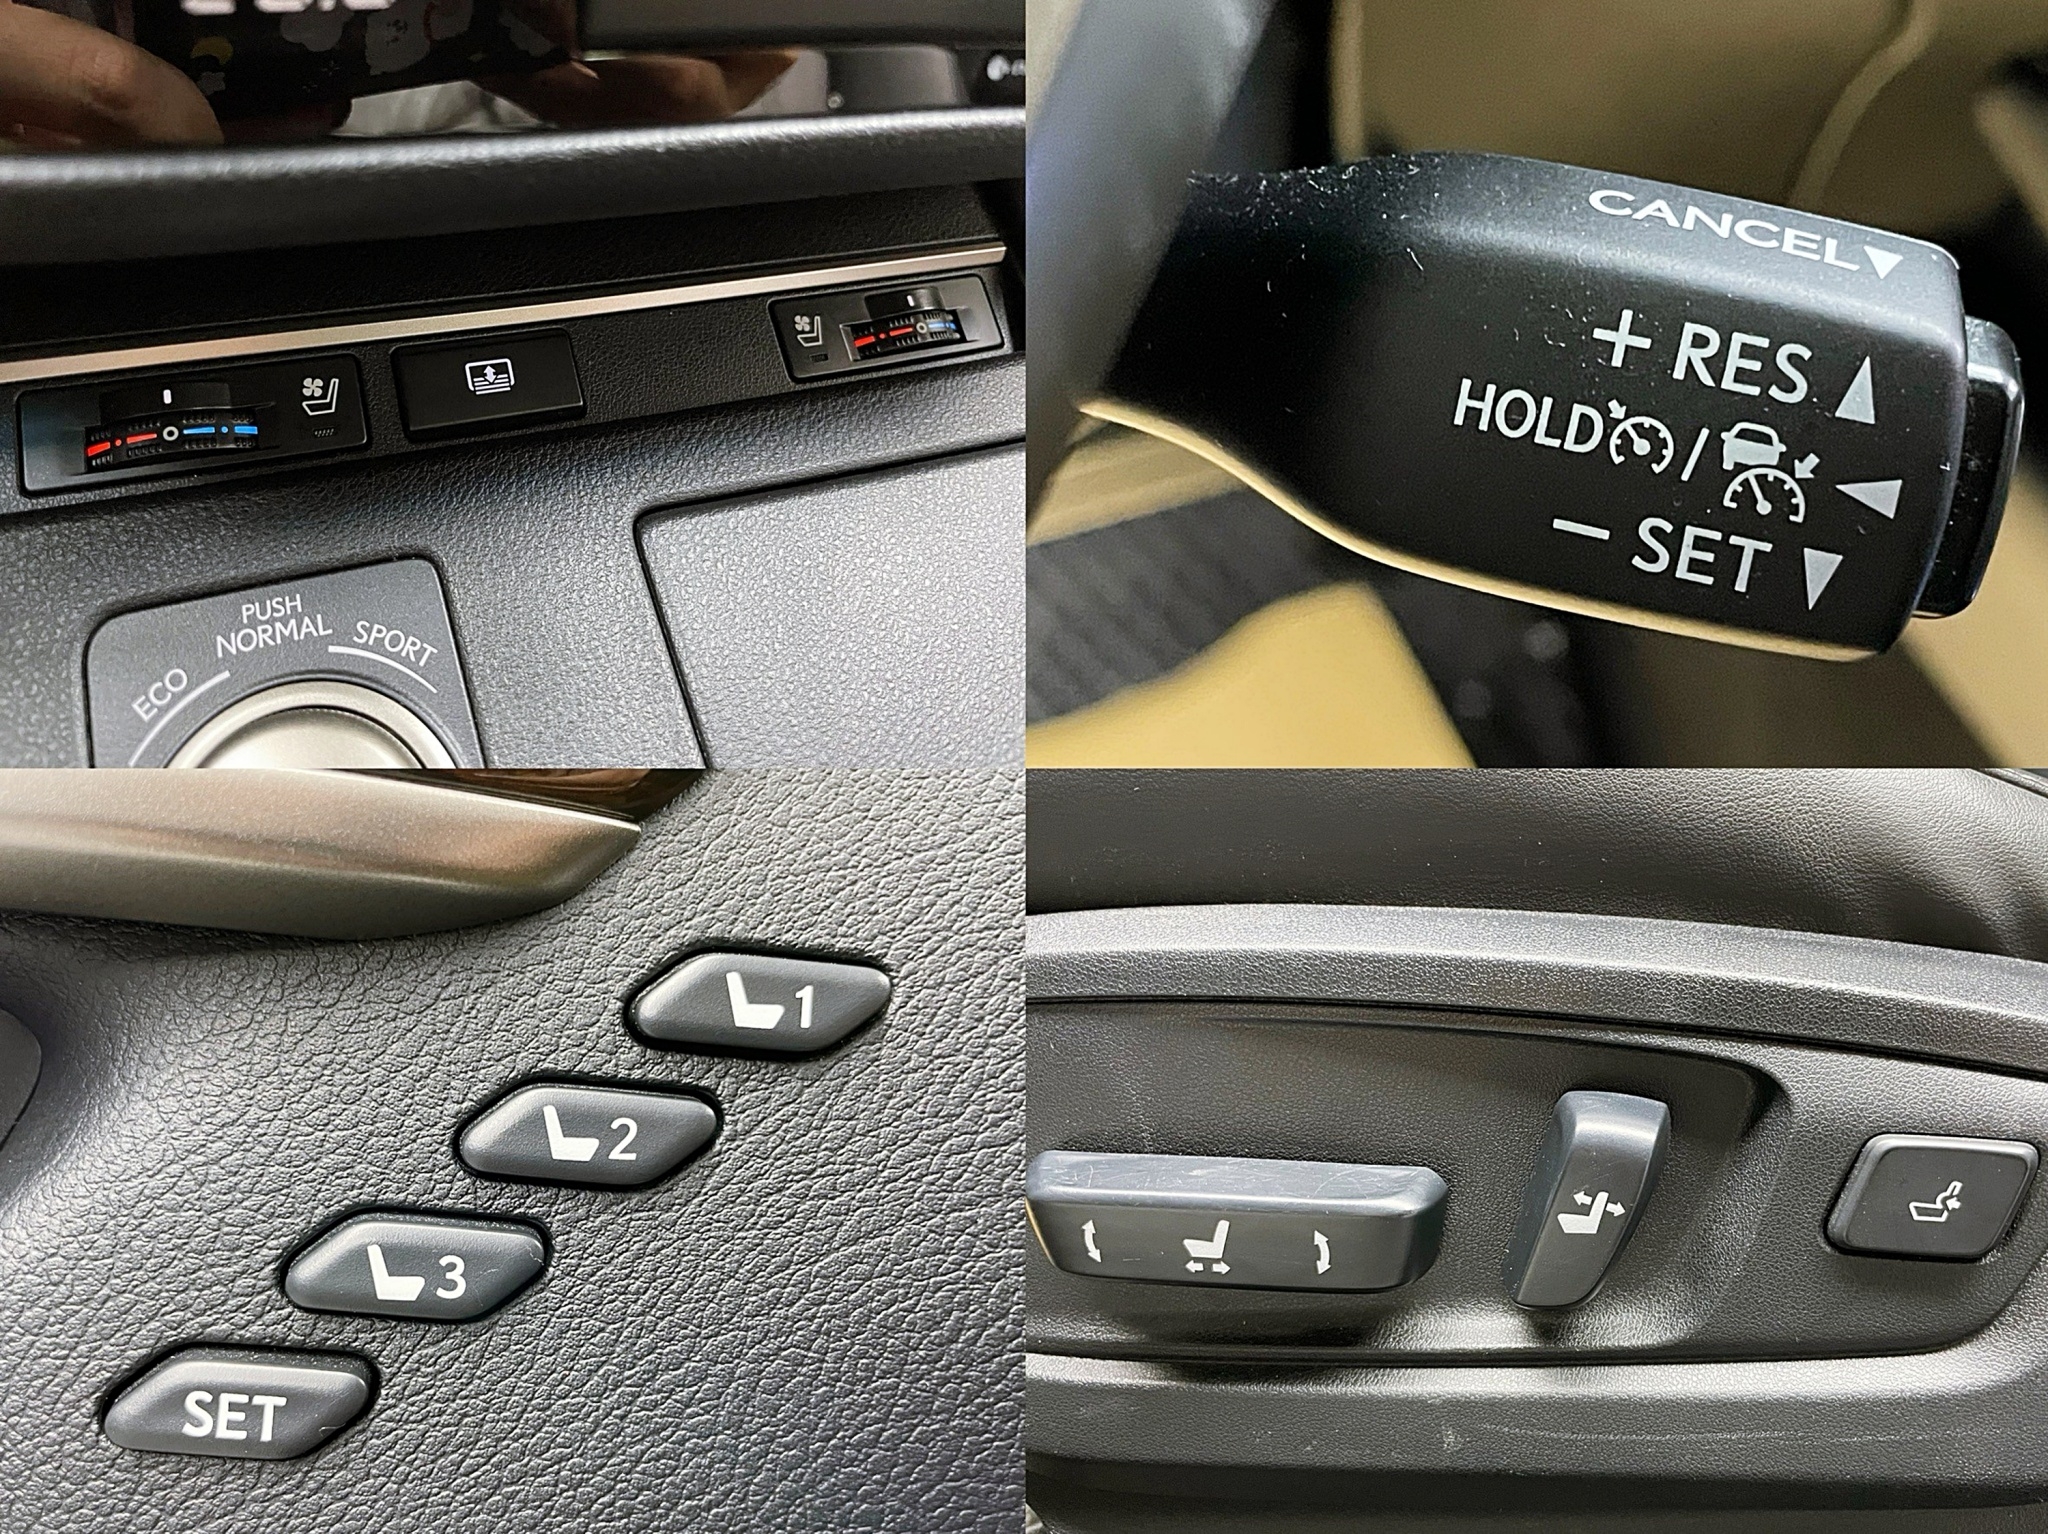 ECO
PUSH
NORMAL
SPORT
CANCEL▼
+ RES ▲
HOLD / ◀
− SET ▼
1
2
3
SET